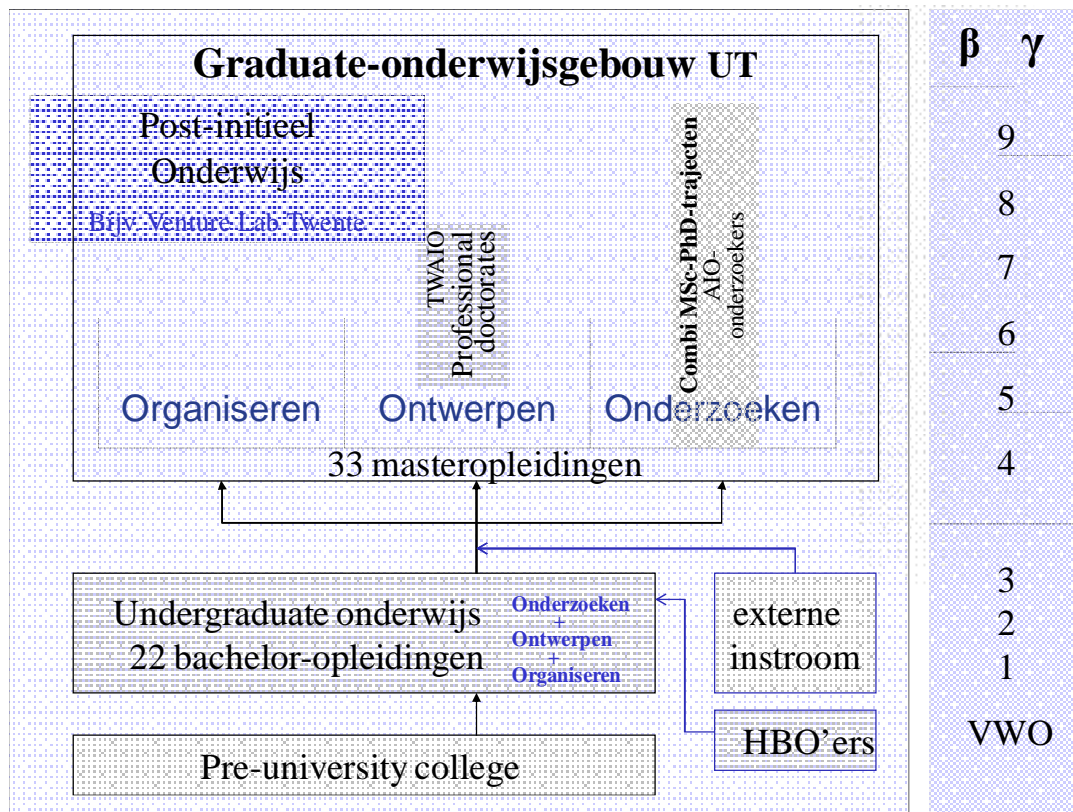 Graduate-onderwijsgebouw UT
Post-initieel
Onderwijs
Bijv. Venture Lab Twente
TWAIO
Professional
doctorates
Combi MSc-PhD-trajecten
AIO-
onderzoekers
Organiseren
Ontwerpen
Onderzoeken
33 masteropleidingen
Undergraduate onderwijs
22 bachelor-opleidingen
Onderzoeken
+
Ontwerpen
+
Organiseren
externe
instroom
HBO’ers
Pre-university college
β γ
9
8
7
6
5
4
3
2
1
VWO